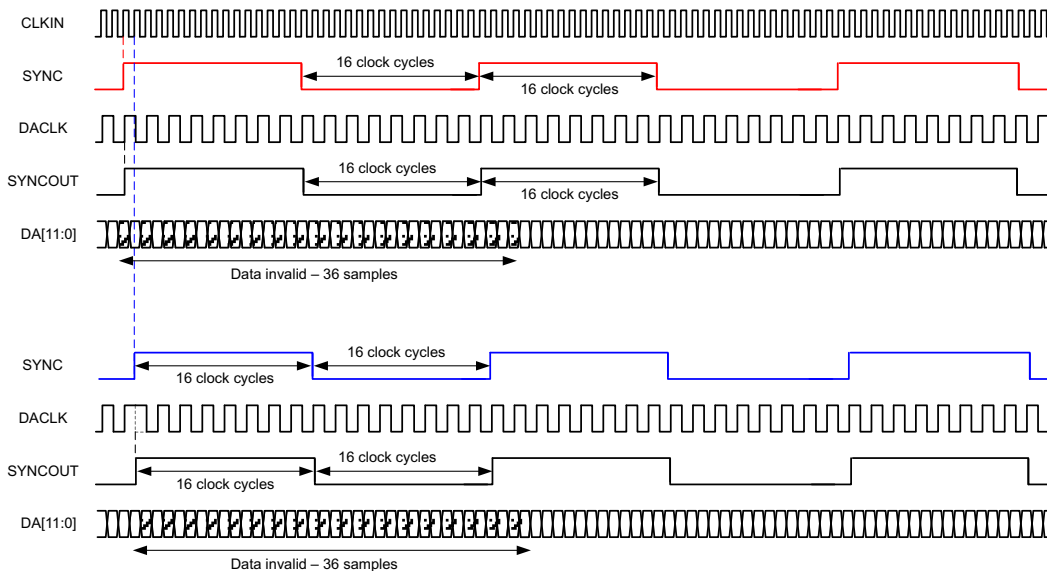 CLKIN
SYNC
16 clock cycles
16 clock cycles
DACLK
SYNCOUT
16 clock cycles
16 clock cycles
DA[11:0]
Data invalid – 36 samples
SYNC
16 clock cycles
16 clock cycles
DACLK
SYNCOUT
16 clock cycles
16 clock cycles
DA[11:0]
Data invalid – 36 samples